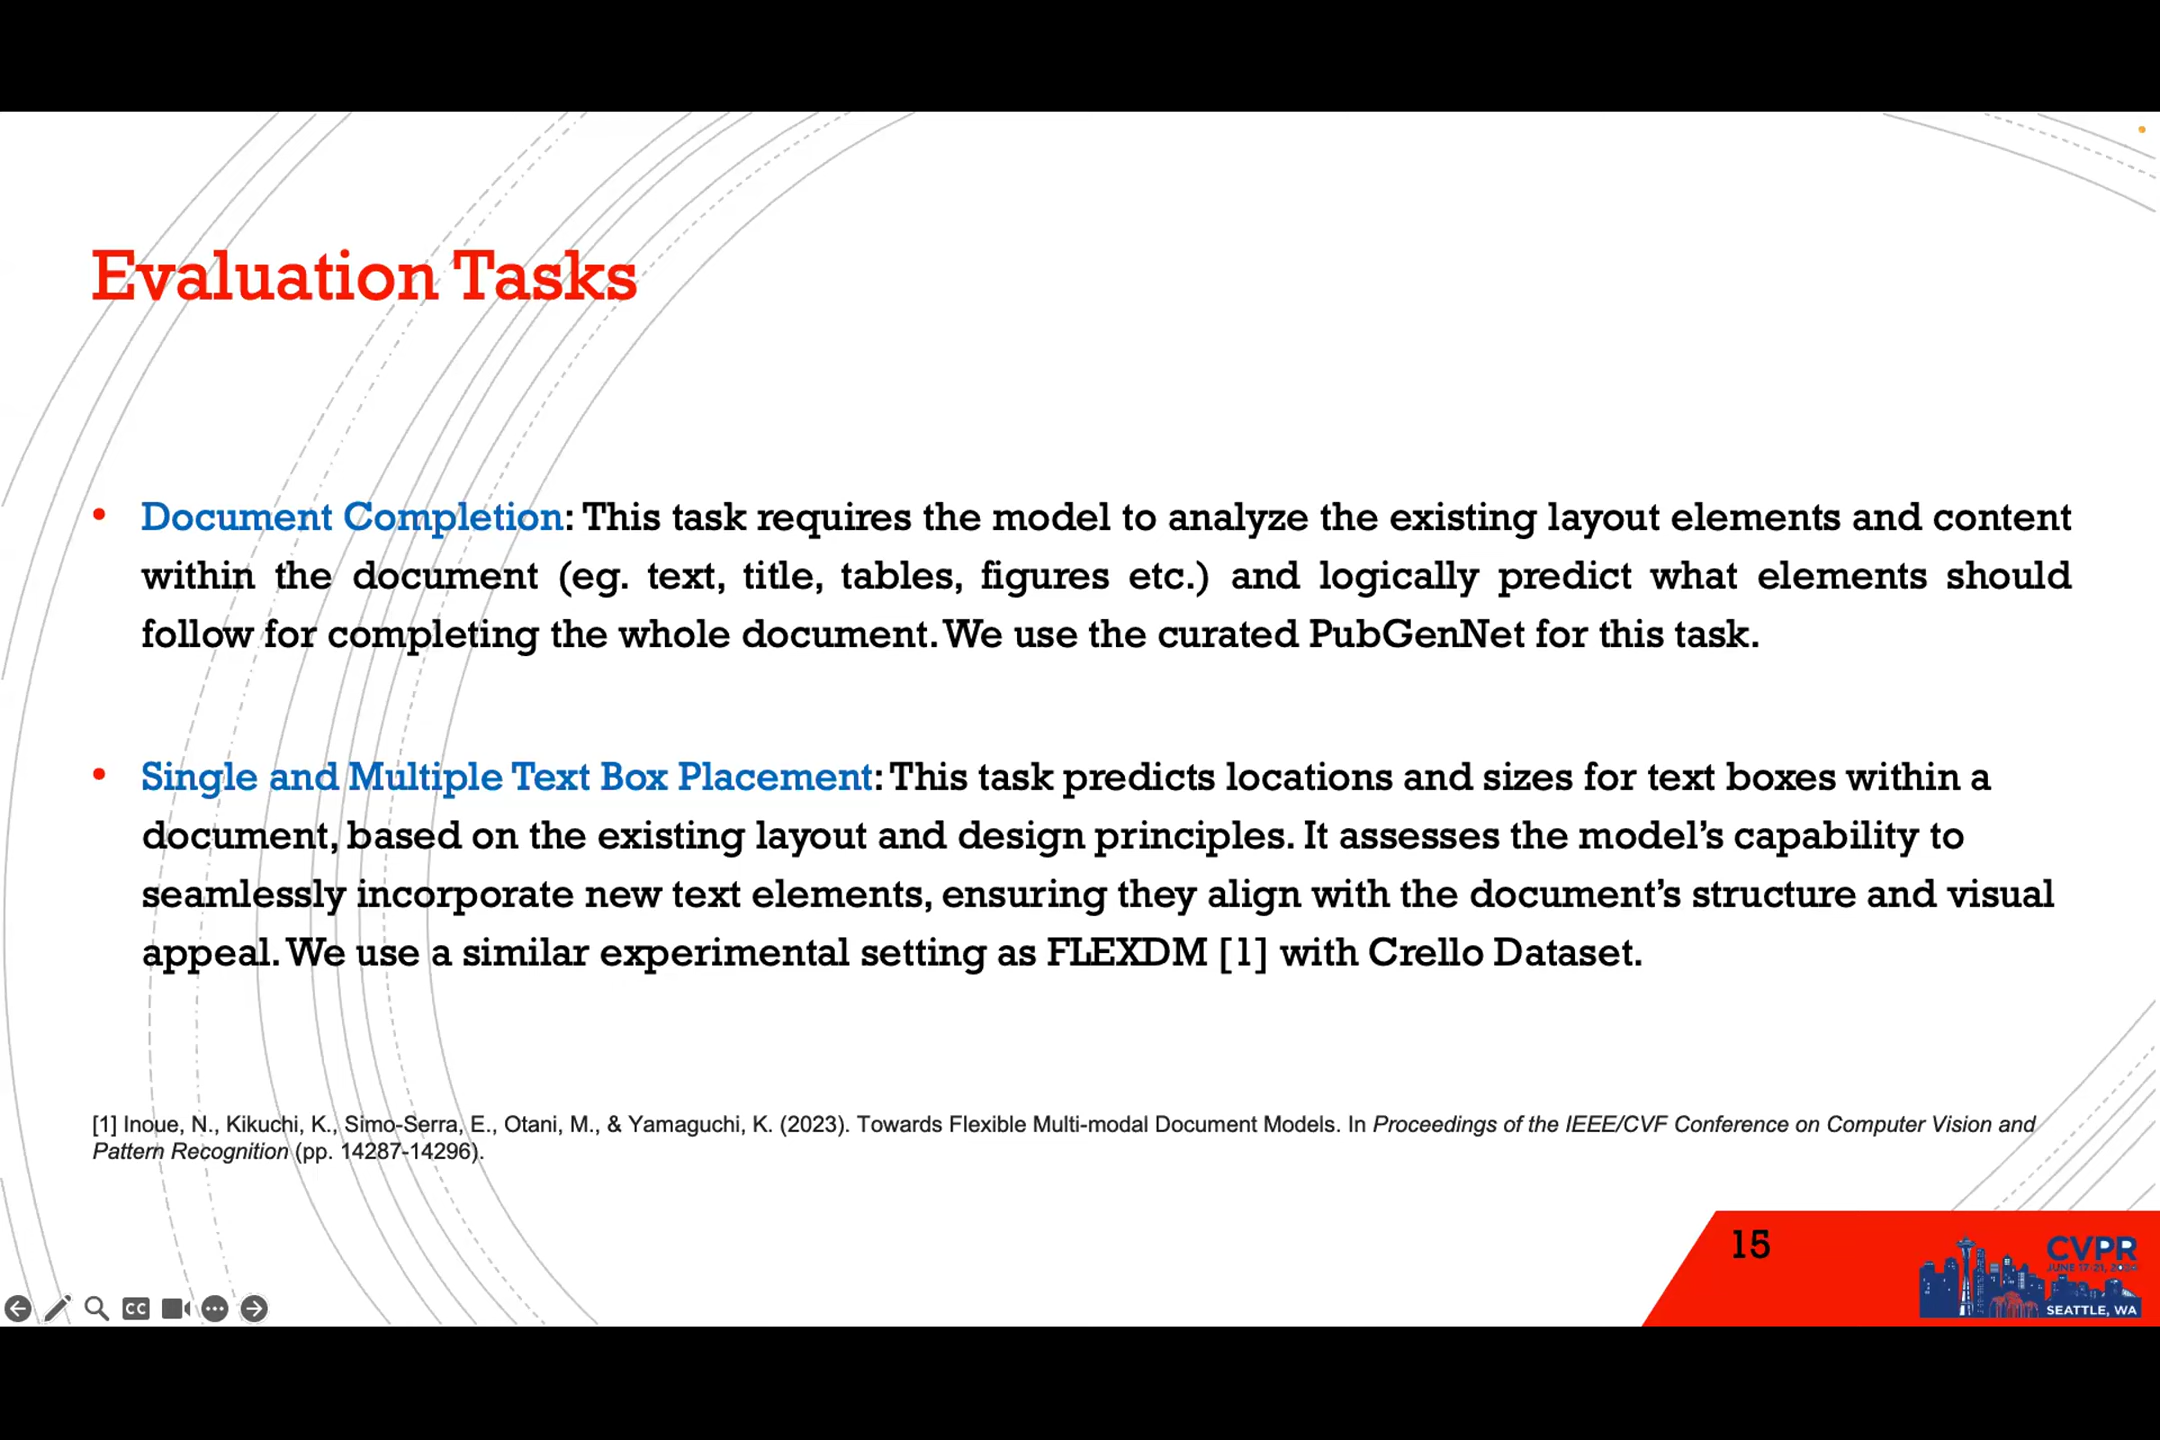 Evaluation Tasks
• Document Completion: This task requires the model to analyze the existing layout elements and content
within the document (eg. text, title, tables, figures etc.) and logically predict what elements should
follow for completing the whole document. We use the curated PubGenNet for this task.
• Single and Multiple Text Box Placement: This task predicts locations and sizes for text boxes within a
document, based on the existing layout and design principles. It assesses the model's capability to
seamlessly incorporate new text elements, ensuring they align with the document's structure and visual
appeal. We use a similar experimental setting as FLEXDM [1] with Crello Dataset.
[1] Inoue, N., Kikuchi, K., Simo-Serra, E., Otani, M., & Yamaguchi, K. (2023). Towards Flexible Multi-modal Document Models. In Proceedings of the IEEE/CVF Conference on Computer Vision and
Pattern Recognition (pp. 14287-14296).
15
CVPR
JUNE 17-21, 2024
SEATTLE, WA
CC